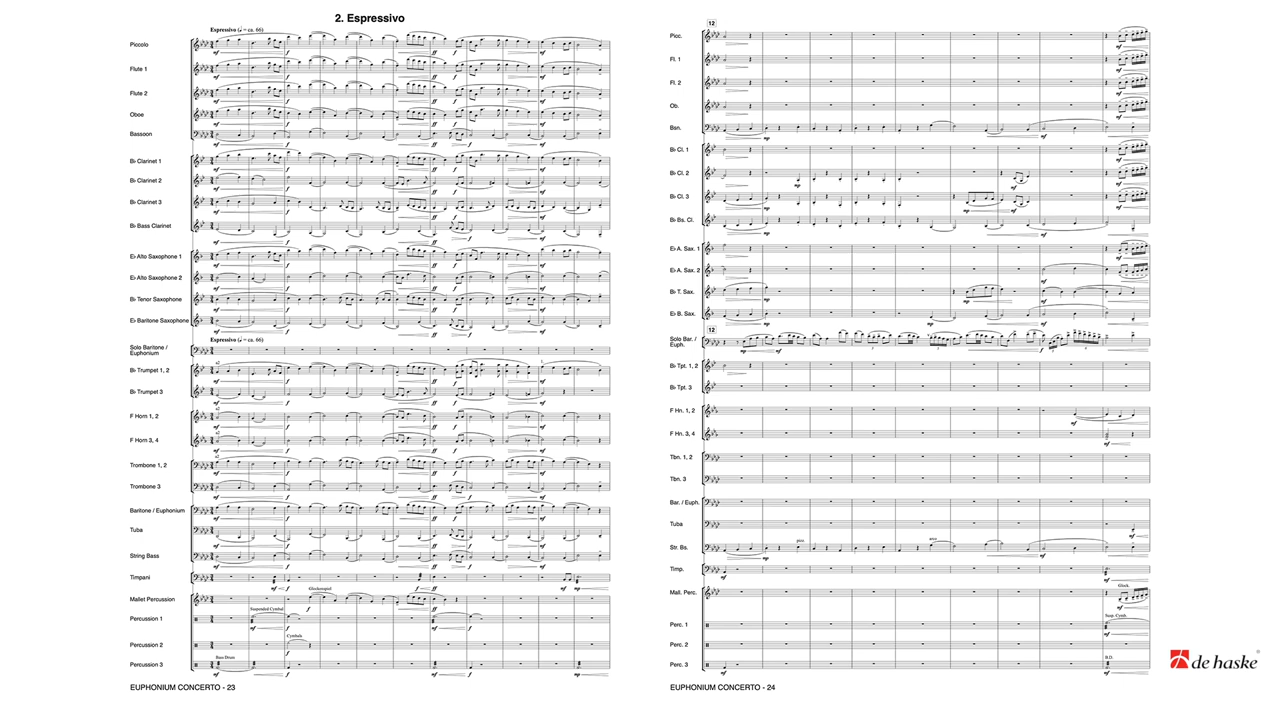 2. Espressivo
Espressivo (♩ = ca. 66)
Piccolo
Flute 1
Flute 2
Oboe
Bassoon
B♭ Clarinet 1
B♭ Clarinet 2
B♭ Clarinet 3
B♭ Bass Clarinet
E♭ Alto Saxophone 1
E♭ Alto Saxophone 2
B♭ Tenor Saxophone
E♭ Baritone Saxophone
Espressivo (♩ = ca. 66)
Solo Baritone /
Euphonium
B♭ Trumpet 1, 2
a2
1.
B♭ Trumpet 3
F Horn 1, 2
a2
F Horn 3, 4
a2
Trombone 1, 2
a2
Trombone 3
Baritone / Euphonium
Tuba
String Bass
Timpani
Glockenspiel
Mallet Percussion
Suspended Cymbal
Percussion 1
Cymbals
Percussion 2
Bass Drum
Percussion 3
EUPHONIUM CONCERTO - 23
12
Picc.
Fl. 1
Fl. 2
Ob.
Bsn.
B♭ Cl. 1
B♭ Cl. 2
B♭ Cl. 3
B♭ Bs. Cl.
E♭ A. Sax. 1
E♭ A. Sax. 2
B♭ T. Sax.
E♭ B. Sax.
12
Solo Bar. /
Euph.
B♭ Tpt. 1, 2
B♭ Tpt. 3
F Hn. 1, 2
F Hn. 3, 4
Tbn. 1, 2
Tbn. 3
Bar. / Euph.
Tuba
pizz.
arco
Str. Bs.
Timp.
Glock.
Mall. Perc.
Susp. Cymb.
Perc. 1
Perc. 2
B.D.
Perc. 3
EUPHONIUM CONCERTO - 24
de haske®